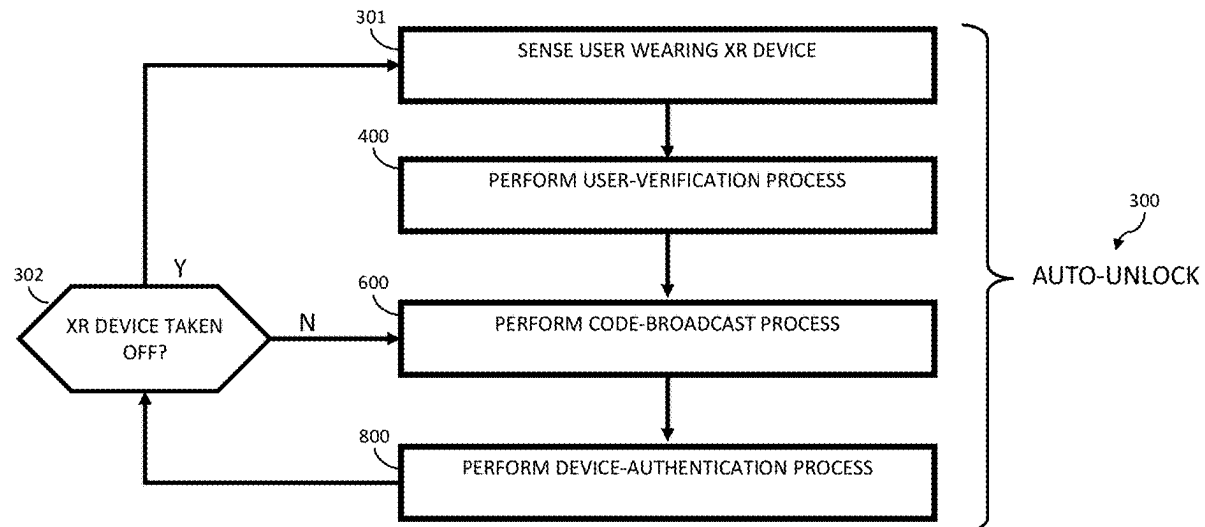 301
SENSE USER WEARING XR DEVICE
400
PERFORM USER-VERIFICATION PROCESS
300
AUTO-UNLOCK
302
Y
XR DEVICE TAKEN
OFF?
N
600
PERFORM CODE-BROADCAST PROCESS
800
PERFORM DEVICE-AUTHENTICATION PROCESS